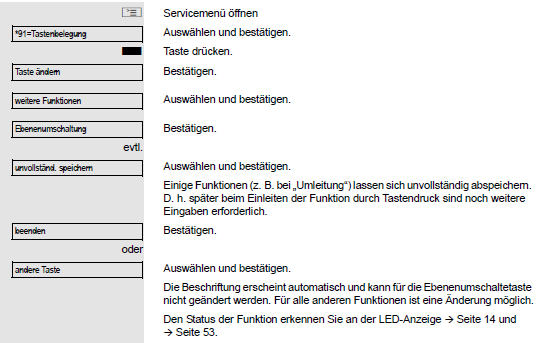 Servicemenü öffnen
*91=Tastenbelegung Auswählen und bestätigen.
Taste drücken.
Taste ändern Bestätigen.
weitere Funktionen Auswählen und bestätigen.
Ebenenumschaltung Bestätigen.
evtl.
unvollständ. speichern Auswählen und bestätigen.
Einige Funktionen (z. B. bei „Umleitung“) lassen sich unvollständig abspeichern.
D. h. später beim Einleiten der Funktion durch Tastendruck sind noch weitere
Eingaben erforderlich.
beenden Bestätigen.
oder
andere Taste Auswählen und bestätigen.
Die Beschriftung erscheint automatisch und kann für die Ebenenumschaltetaste
nicht geändert werden. Für alle anderen Funktionen ist eine Änderung möglich.
Den Status der Funktion erkennen Sie an der LED-Anzeige → Seite 14 und
→ Seite 53.